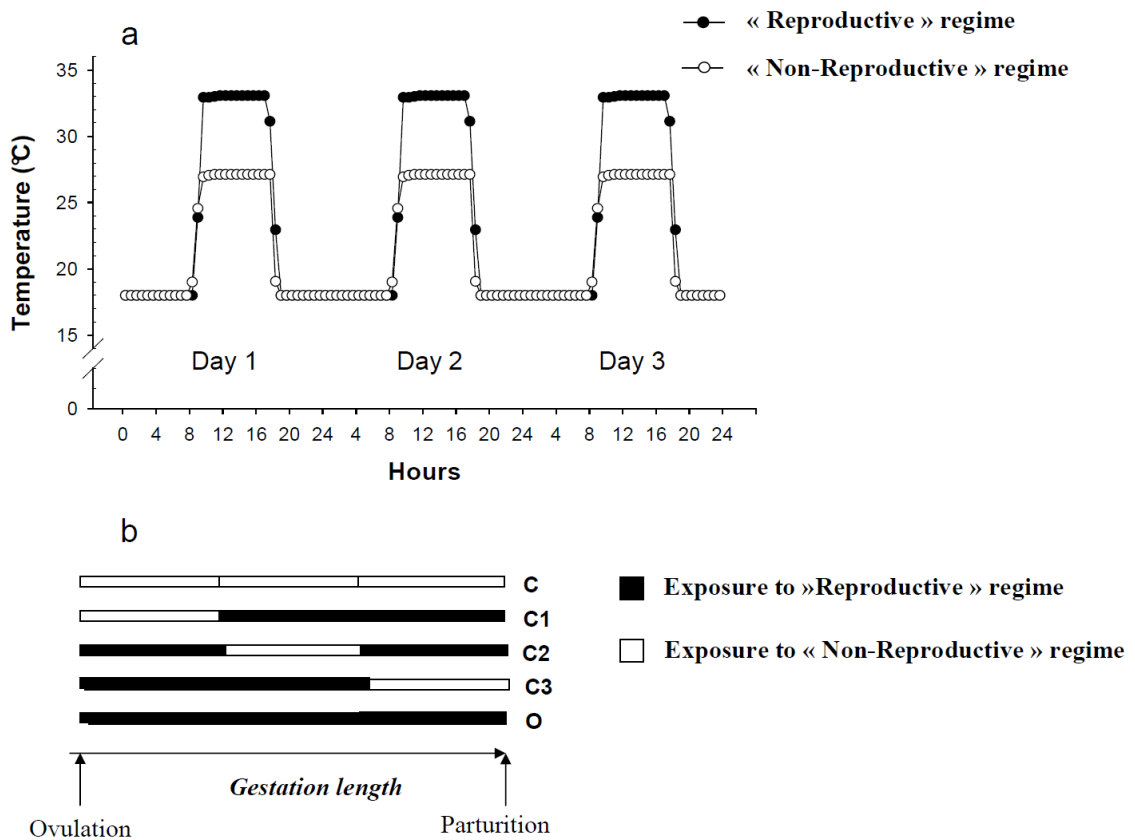 a
« Reproductive » regime
« Non-Reproductive » regime
Temperature (°C)
35
30
25
20
15
0
Day 1 Day 2 Day 3
0 4 8 12 16 20 24 4 8 12 16 20 24 4 8 12 16 20 24
Hours
b
C
C1
C2
C3
O
Exposure to »Reproductive » regime
Exposure to « Non-Reproductive » regime
Gestation length
Ovulation
Parturition